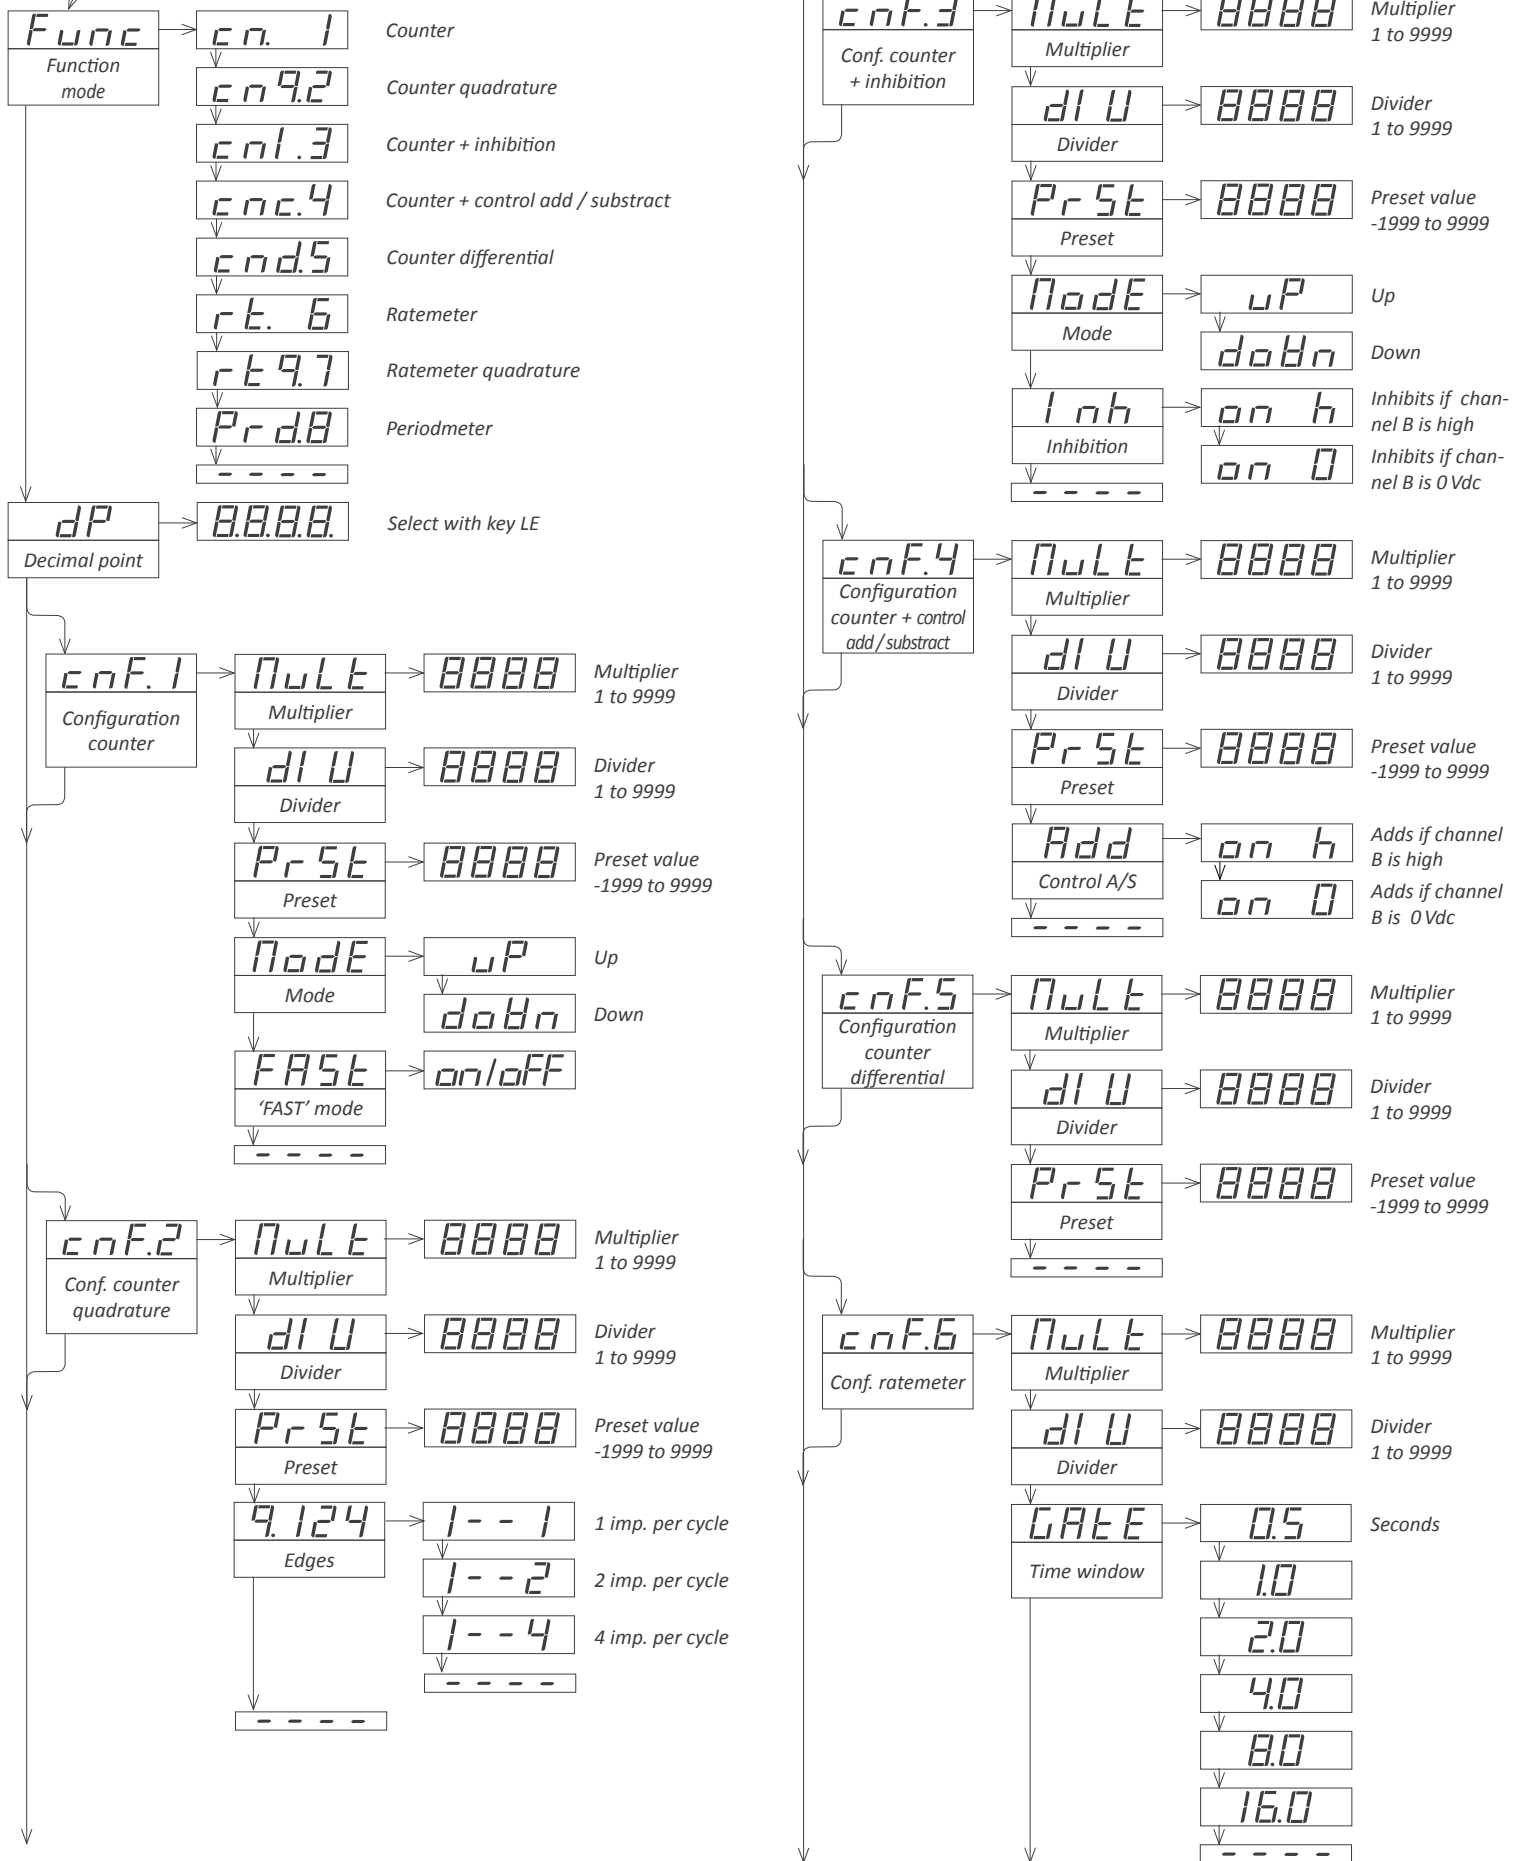 Func
Function
mode
cn. 1
Counter
cnq.2
Counter quadrature
cnI.3
Counter + inhibition
cnc.4
Counter + control add / substract
cnd.5
Counter differential
rt. 6
Ratemeter
rtq.7
Ratemeter quadrature
Prd.8
Periodmeter
- - - -
dP
Decimal point
8.8.8.8.
Select with key LE
cnF.1
Configuration
counter
MuLt
Multiplier
8888
Multiplier
1 to 9999
dIV
Divider
8888
Divider
1 to 9999
PrSt
Preset
8888
Preset value
-1999 to 9999
ModE
Mode
uP
Up
doWn
Down
FASt
‘FAST’ mode
on/oFF
- - - -
cnF.2
Conf. counter
quadrature
MuLt
Multiplier
8888
Multiplier
1 to 9999
dIV
Divider
8888
Divider
1 to 9999
PrSt
Preset
8888
Preset value
-1999 to 9999
q.124
Edges
1--1
1 imp. per cycle
1--2
2 imp. per cycle
1--4
4 imp. per cycle
- - - -
- - - -
cnF.3
Conf. counter
+ inhibition
MuLt
Multiplier
8888
Multiplier
1 to 9999
dIV
Divider
8888
Divider
1 to 9999
PrSt
Preset
8888
Preset value
-1999 to 9999
ModE
Mode
uP
Up
doWn
Down
Inh
Inhibition
on h
Inhibits if chan-
nel B is high
on 0
Inhibits if chan-
nel B is 0 Vdc
- - - -
cnF.4
Configuration
counter + control
add / substract
MuLt
Multiplier
8888
Multiplier
1 to 9999
dIV
Divider
8888
Divider
1 to 9999
PrSt
Preset
8888
Preset value
-1999 to 9999
Add
Control A/S
on h
Adds if channel
B is high
on 0
Adds if channel
B is 0 Vdc
- - - -
cnF.5
Configuration
counter
differential
MuLt
Multiplier
8888
Multiplier
1 to 9999
dIV
Divider
8888
Divider
1 to 9999
PrSt
Preset
8888
Preset value
-1999 to 9999
- - - -
cnF.6
Conf. ratemeter
MuLt
Multiplier
8888
Multiplier
1 to 9999
dIV
Divider
8888
Divider
1 to 9999
GAtE
Time window
0.5
Seconds
1.0
2.0
4.0
8.0
16.0
- - - -